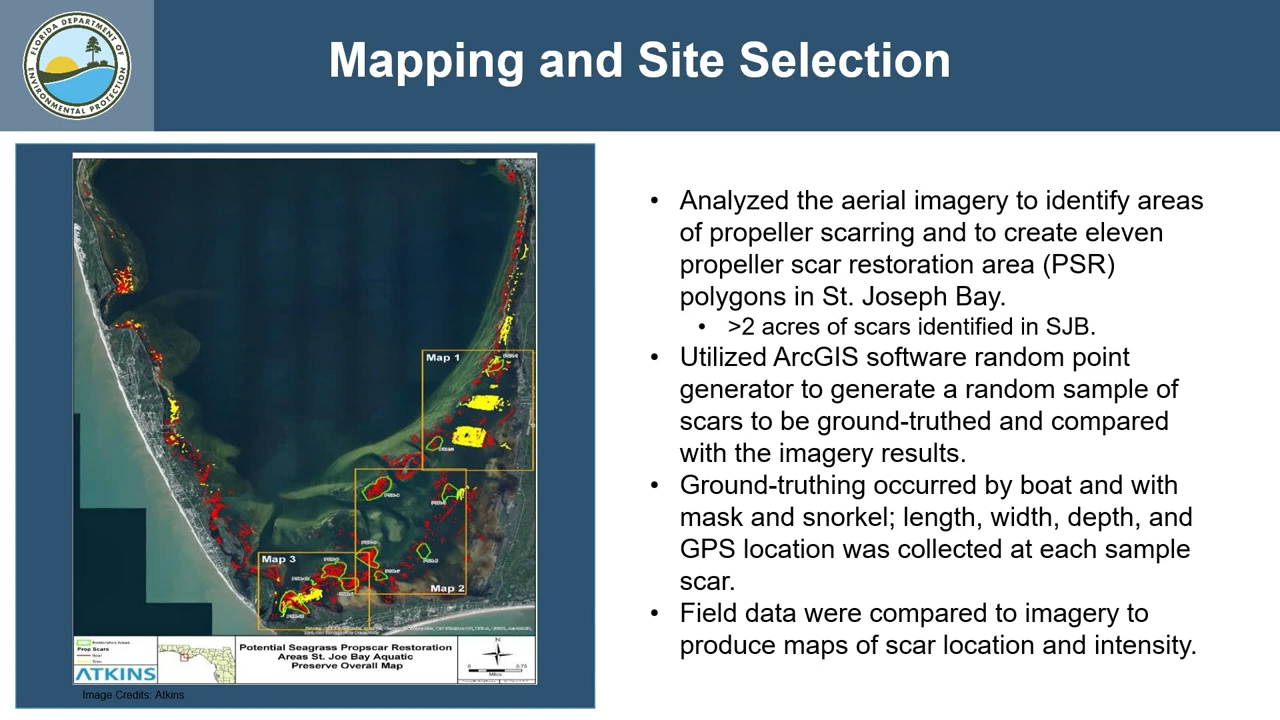 FLORIDA DEPARTMENT OF
ENVIRONMENTAL PROTECTION
Mapping and Site Selection
Map 1
Map 3
Map 2
Restoration Areas
Prop Scars
ATKINS
Potential Seagrass Propscar Restoration
Areas St. Joe Bay Aquatic
Preserve Overall Map
N
0
0.75
Miles
Image Credits: Atkins
• Analyzed the aerial imagery to identify areas
of propeller scarring and to create eleven
propeller scar restoration area (PSR)
polygons in St. Joseph Bay.
• >2 acres of scars identified in SJB.
• Utilized ArcGIS software random point
generator to generate a random sample of
scars to be ground-truthed and compared
with the imagery results.
• Ground-truthing occurred by boat and with
mask and snorkel; length, width, depth, and
GPS location was collected at each sample
scar.
• Field data were compared to imagery to
produce maps of scar location and intensity.